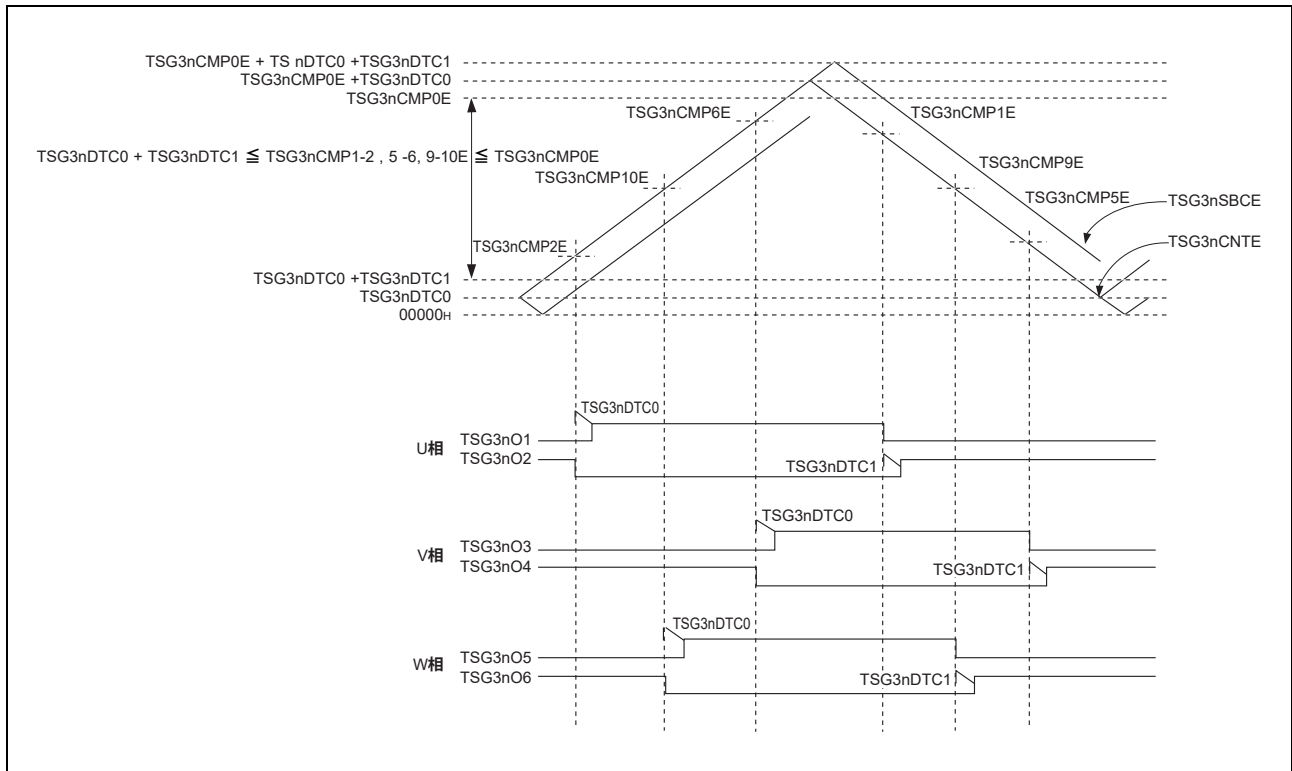 TSG3nCMP0E + TS nDTC0 +TSG3nDTC1
TSG3nCMP0E +TSG3nDTC0
TSG3nCMP0E
TSG3nCMP6E
TSG3nCMP1E
TSG3nDTC0 + TSG3nDTC1 ≦ TSG3nCMP1-2 , 5 -6, 9-10E ≦ TSG3nCMP0E
TSG3nCMP9E
TSG3nCMP10E
TSG3nCMP5E
TSG3nSBCE
TSG3nCMP2E
TSG3nCNTE
TSG3nDTC0 +TSG3nDTC1
TSG3nDTC0
00000H
TSG3nDTC0
U相
TSG3nO1
TSG3nO2
TSG3nDTC1
TSG3nDTC0
V相
TSG3nO3
TSG3nO4
TSG3nDTC1
TSG3nDTC0
W相
TSG3nO5
TSG3nO6
TSG3nDTC1